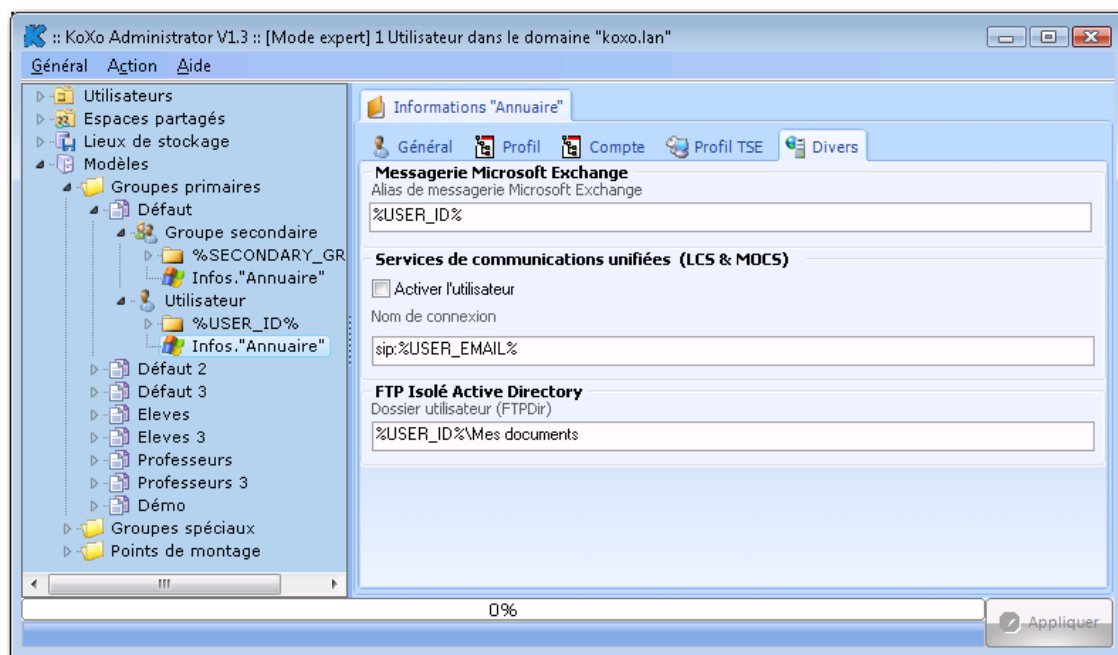 :: KoXo Administrator V1.3 :: [Mode expert] 1 Utilisateur dans le domaine "koxo.lan"
Général Action Aide
Utilisateurs
Espaces partagés
Lieux de stockage
Modèles
Groupes primaires
Défaut
Groupe secondaire
%SECONDARY_GR
Infos."Annuaire"
Utilisateur
%USER_ID%
Infos."Annuaire"
Défaut 2
Défaut 3
Eleves
Eleves 3
Professeurs
Professeurs 3
Démo
Groupes spéciaux
Points de montage
Informations "Annuaire"
Général Profil Compte Profil TSE Divers
Messagerie Microsoft Exchange
Alias de messagerie Microsoft Exchange
%USER_ID%
Services de communications unifiées (LCS & MOCS)
Activer l'utilisateur
Nom de connexion
sip:%USER_EMAIL%
FTP Isolé Active Directory
Dossier utilisateur (FTPDir)
%USER_ID%\Mes documents
0%
Appliquer